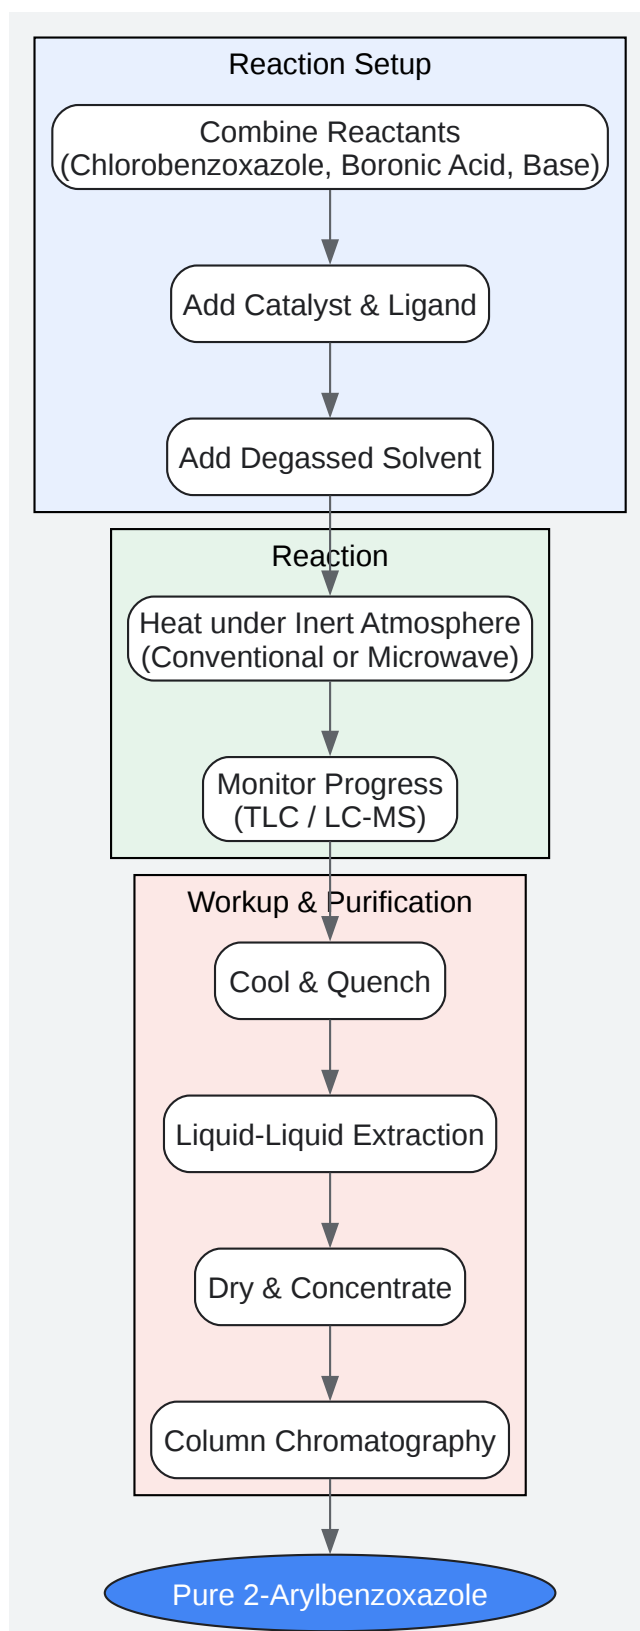 Reaction Setup
Combine Reactants
(Chlorobenzoxazole, Boronic Acid, Base)
Add Catalyst & Ligand
Add Degassed Solvent
Reaction
Heat under Inert Atmosphere
(Conventional or Microwave)
Monitor Progress
(TLC / LC-MS)
Workup & Purification
Cool & Quench
Liquid-Liquid Extraction
Dry & Concentrate
Column Chromatography
Pure 2-Arylbenzoxazole